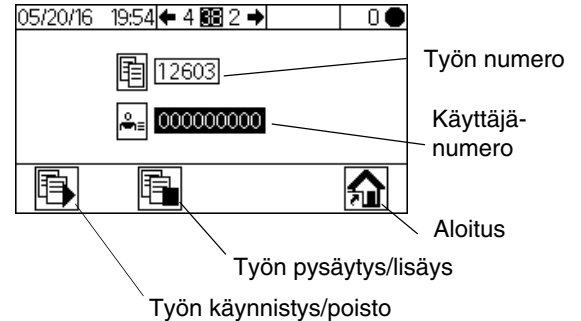 05/20/16 19:54 4 38 2 0
12603
Työn numero
000000000
Käyttäjä-
numero
Aloitus
Työn pysäytys/lisäys
Työn käynnistys/poisto